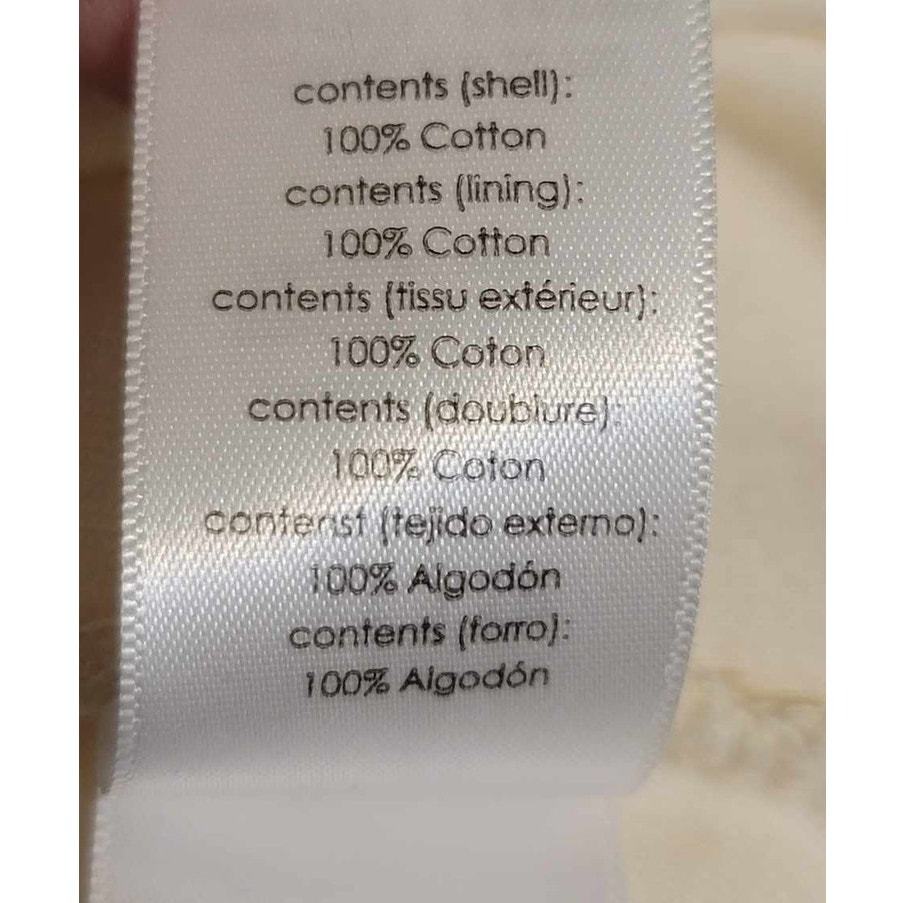 contents (shell):
100% Cotton
contents (lining):
100% Cotton
contents (tissu extérieur):
100% Coton
contents (doublure):
100% Coton
contenst (tejido externo):
100% Algodón
contents (forro):
100% Algodón